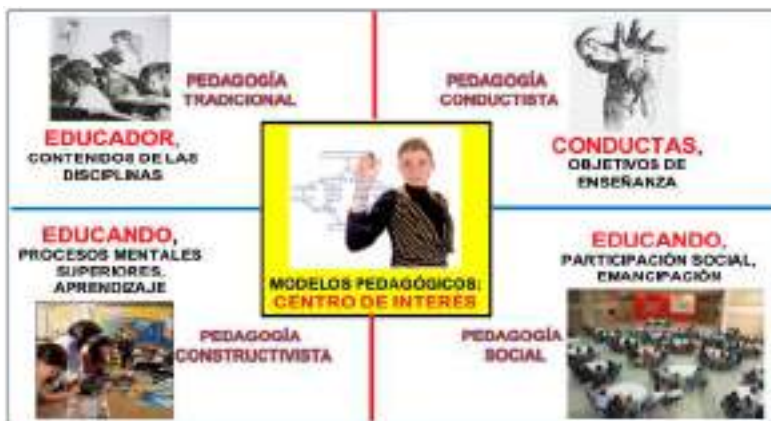 PEDAGOGÍA
TRADICIONAL
EDUCADOR,
CONTENIDOS DE LAS
DISCIPLINAS
PEDAGOGÍA
CONDUCTISTA
CONDUCTAS,
OBJETIVOS DE
ENSEÑANZA
MODELOS PEDAGÓGICOS:
CENTRO DE INTERÉS
EDUCANDO,
PROCESOS MENTALES
SUPERIORES,
APRENDIZAJE
PEDAGOGÍA
CONSTRUCTIVISTA
EDUCANDO,
PARTICIPACIÓN SOCIAL,
EMANCIPACIÓN
PEDAGOGÍA
SOCIAL